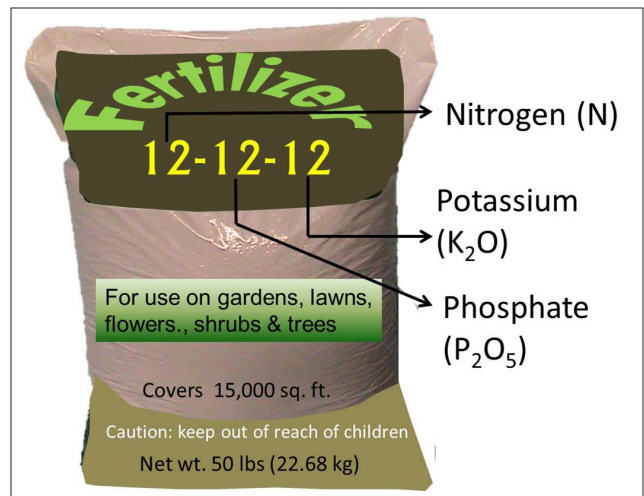 Fertilizer
12-12-12
Nitrogen (N)
Potassium
(K₂O)
Phosphate
(P₂O₅)
For use on gardens, lawns,
flowers., shrubs & trees
Covers 15,000 sq. ft.
Caution: keep out of reach of children
Net wt. 50 lbs (22.68 kg)